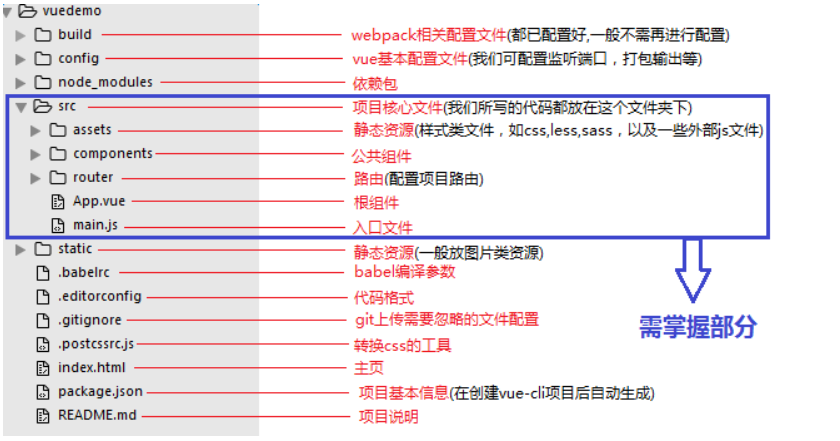 vuedemo
build webpack相关配置文件(都已配置好,一般不需再进行配置)
config vue基本配置文件(我们可配置监听端口，打包输出等)
node_modules 依赖包
src 项目核心文件(我们所写的代码都放在这个文件夹下)
assets 静态资源(样式类文件，如css,less,sass，以及一些外部js文件)
components 公共组件
router 路由(配置项目路由)
App.vue 根组件
main.js 入口文件
static 静态资源(一般放图片类资源)
.babelrc babel编译参数
.editorconfig 代码格式
.gitignore git上传需要忽略的文件配置
需掌握部分
.postcssrc.js 转换css的工具
index.html 主页
package.json 项目基本信息(在创建vue-cli项目后自动生成)
README.md 项目说明